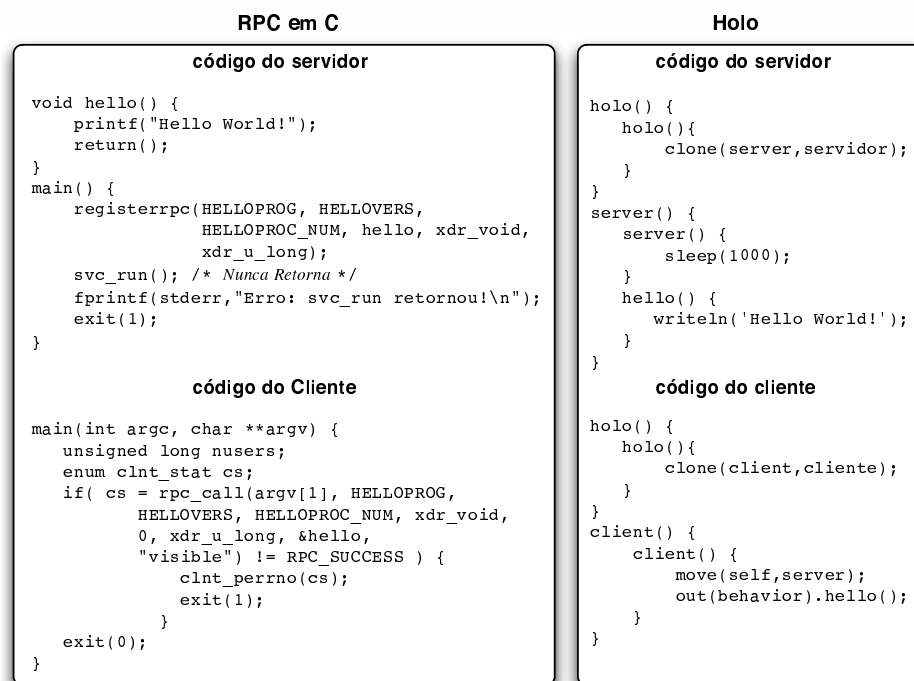 RPC em C
código do servidor
void hello() {
printf("Hello World!");
return();
}
main() {
registerrpc(HELLOPROG, HELLOVERS,
HELLOPROC_NUM, hello, xdr_void,
xdr_u_long);
svc_run(); /* Nunca Retorna */
fprintf(stderr,"Erro: svc_run retornou!\n");
exit(1);
}
código do Cliente
main(int argc, char **argv) {
unsigned long nusers;
enum clnt_stat cs;
if( cs = rpc_call(argv[1], HELLOPROG,
HELLOVERS, HELLOPROC_NUM, xdr_void,
0, xdr_u_long, &hello,
"visible") != RPC_SUCCESS ) {
clnt_perrno(cs);
exit(1);
}
exit(0);
}
Holo
código do servidor
holo() {
holo(){
clone(server,servidor);
}
}
server() {
server() {
sleep(1000);
}
hello() {
writeln('Hello World!');
}
}
código do cliente
holo() {
holo(){
clone(client,cliente);
}
}
client() {
client() {
move(self,server);
out(behavior).hello();
}
}